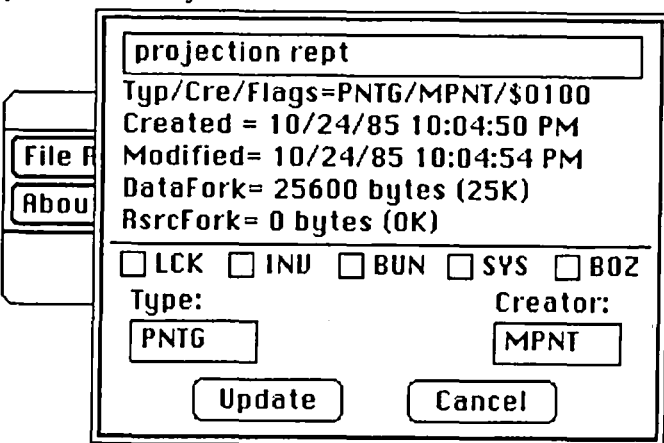 projection rept
Typ/Cre/Flags=PNTG/MPNT/$0100
Created = 10/24/85 10:04:50 PM
Modified= 10/24/85 10:04:54 PM
DataFork= 25600 bytes (25K)
RsrcFork= 0 bytes (0K)
LCK INV BUN SYS BOZ
Type: Creator:
PNTG MPNT
Update Cancel
File R
Abou